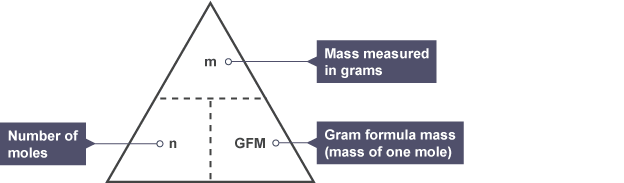 m
Mass measured
in grams
Number of
moles
n
GFM
Gram formula mass
(mass of one mole)